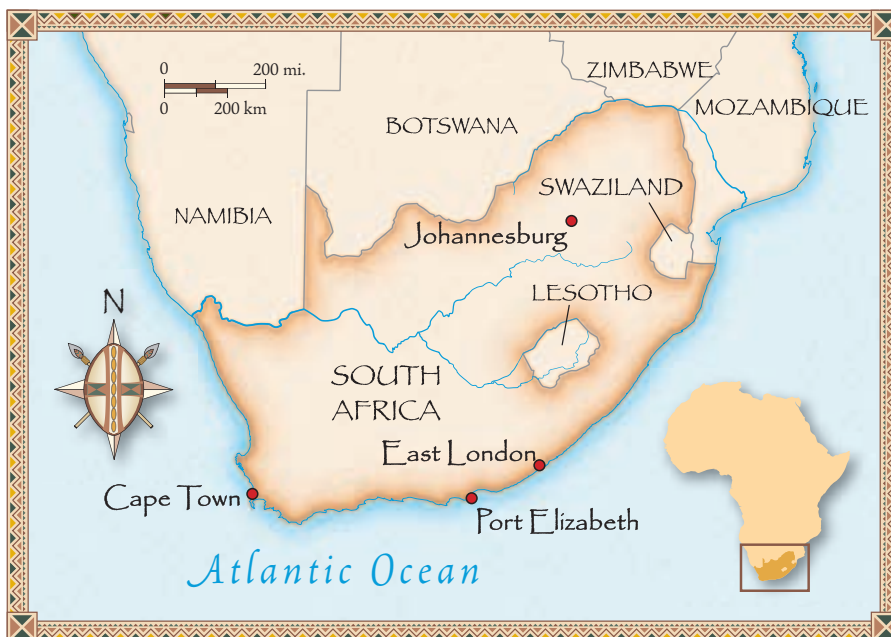 0 200 mi.
0 200 km
ZIMBABWE
MOZAMBIQUE
BOTSWANA
SWAZILAND
NAMIBIA
Johannesburg
LESOTHO
N
SOUTH
AFRICA
East London
Cape Town
Port Elizabeth
Atlantic Ocean